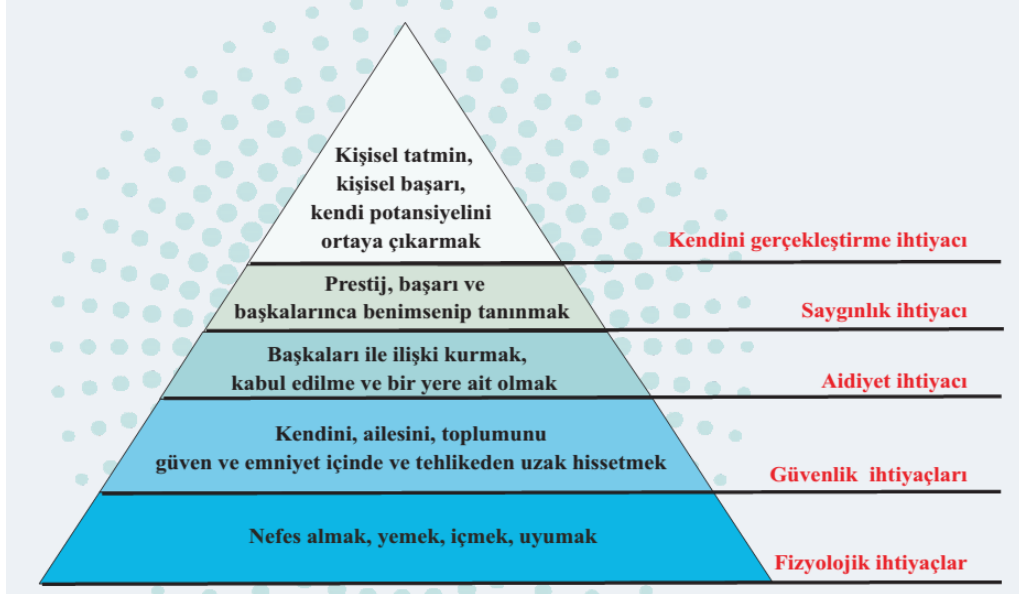 Kişisel tatmin,
kişisel başarı,
kendi potansiyelini
ortaya çıkarmak
Kendini gerçekleştirme ihtiyacı
Prestij, başarı ve
başkalarınca benimsenip tanınmak
Saygınlık ihtiyacı
Başkaları ile ilişki kurmak,
kabul edilme ve bir yere ait olmak
Aidiyet ihtiyacı
Kendini, ailesini, toplumunu
güven ve emniyet içinde ve tehlikeden uzak hissetmek
Güvenlik ihtiyaçları
Nefes almak, yemek, içmek, uyumak
Fizyolojik ihtiyaçlar